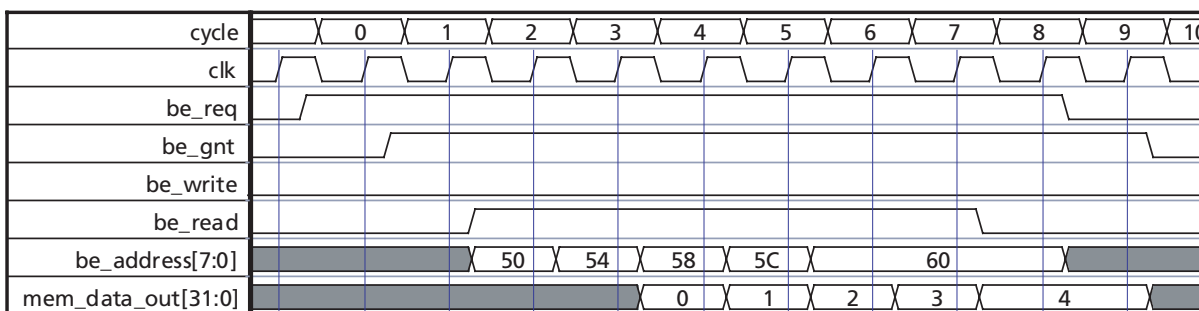 cycle 0 1 2 3 4 5 6 7 8 9 10
clk
be_req
be_gnt
be_write
be_read
be_address[7:0] 50 54 58 5C 60
mem_data_out[31:0] 0 1 2 3 4